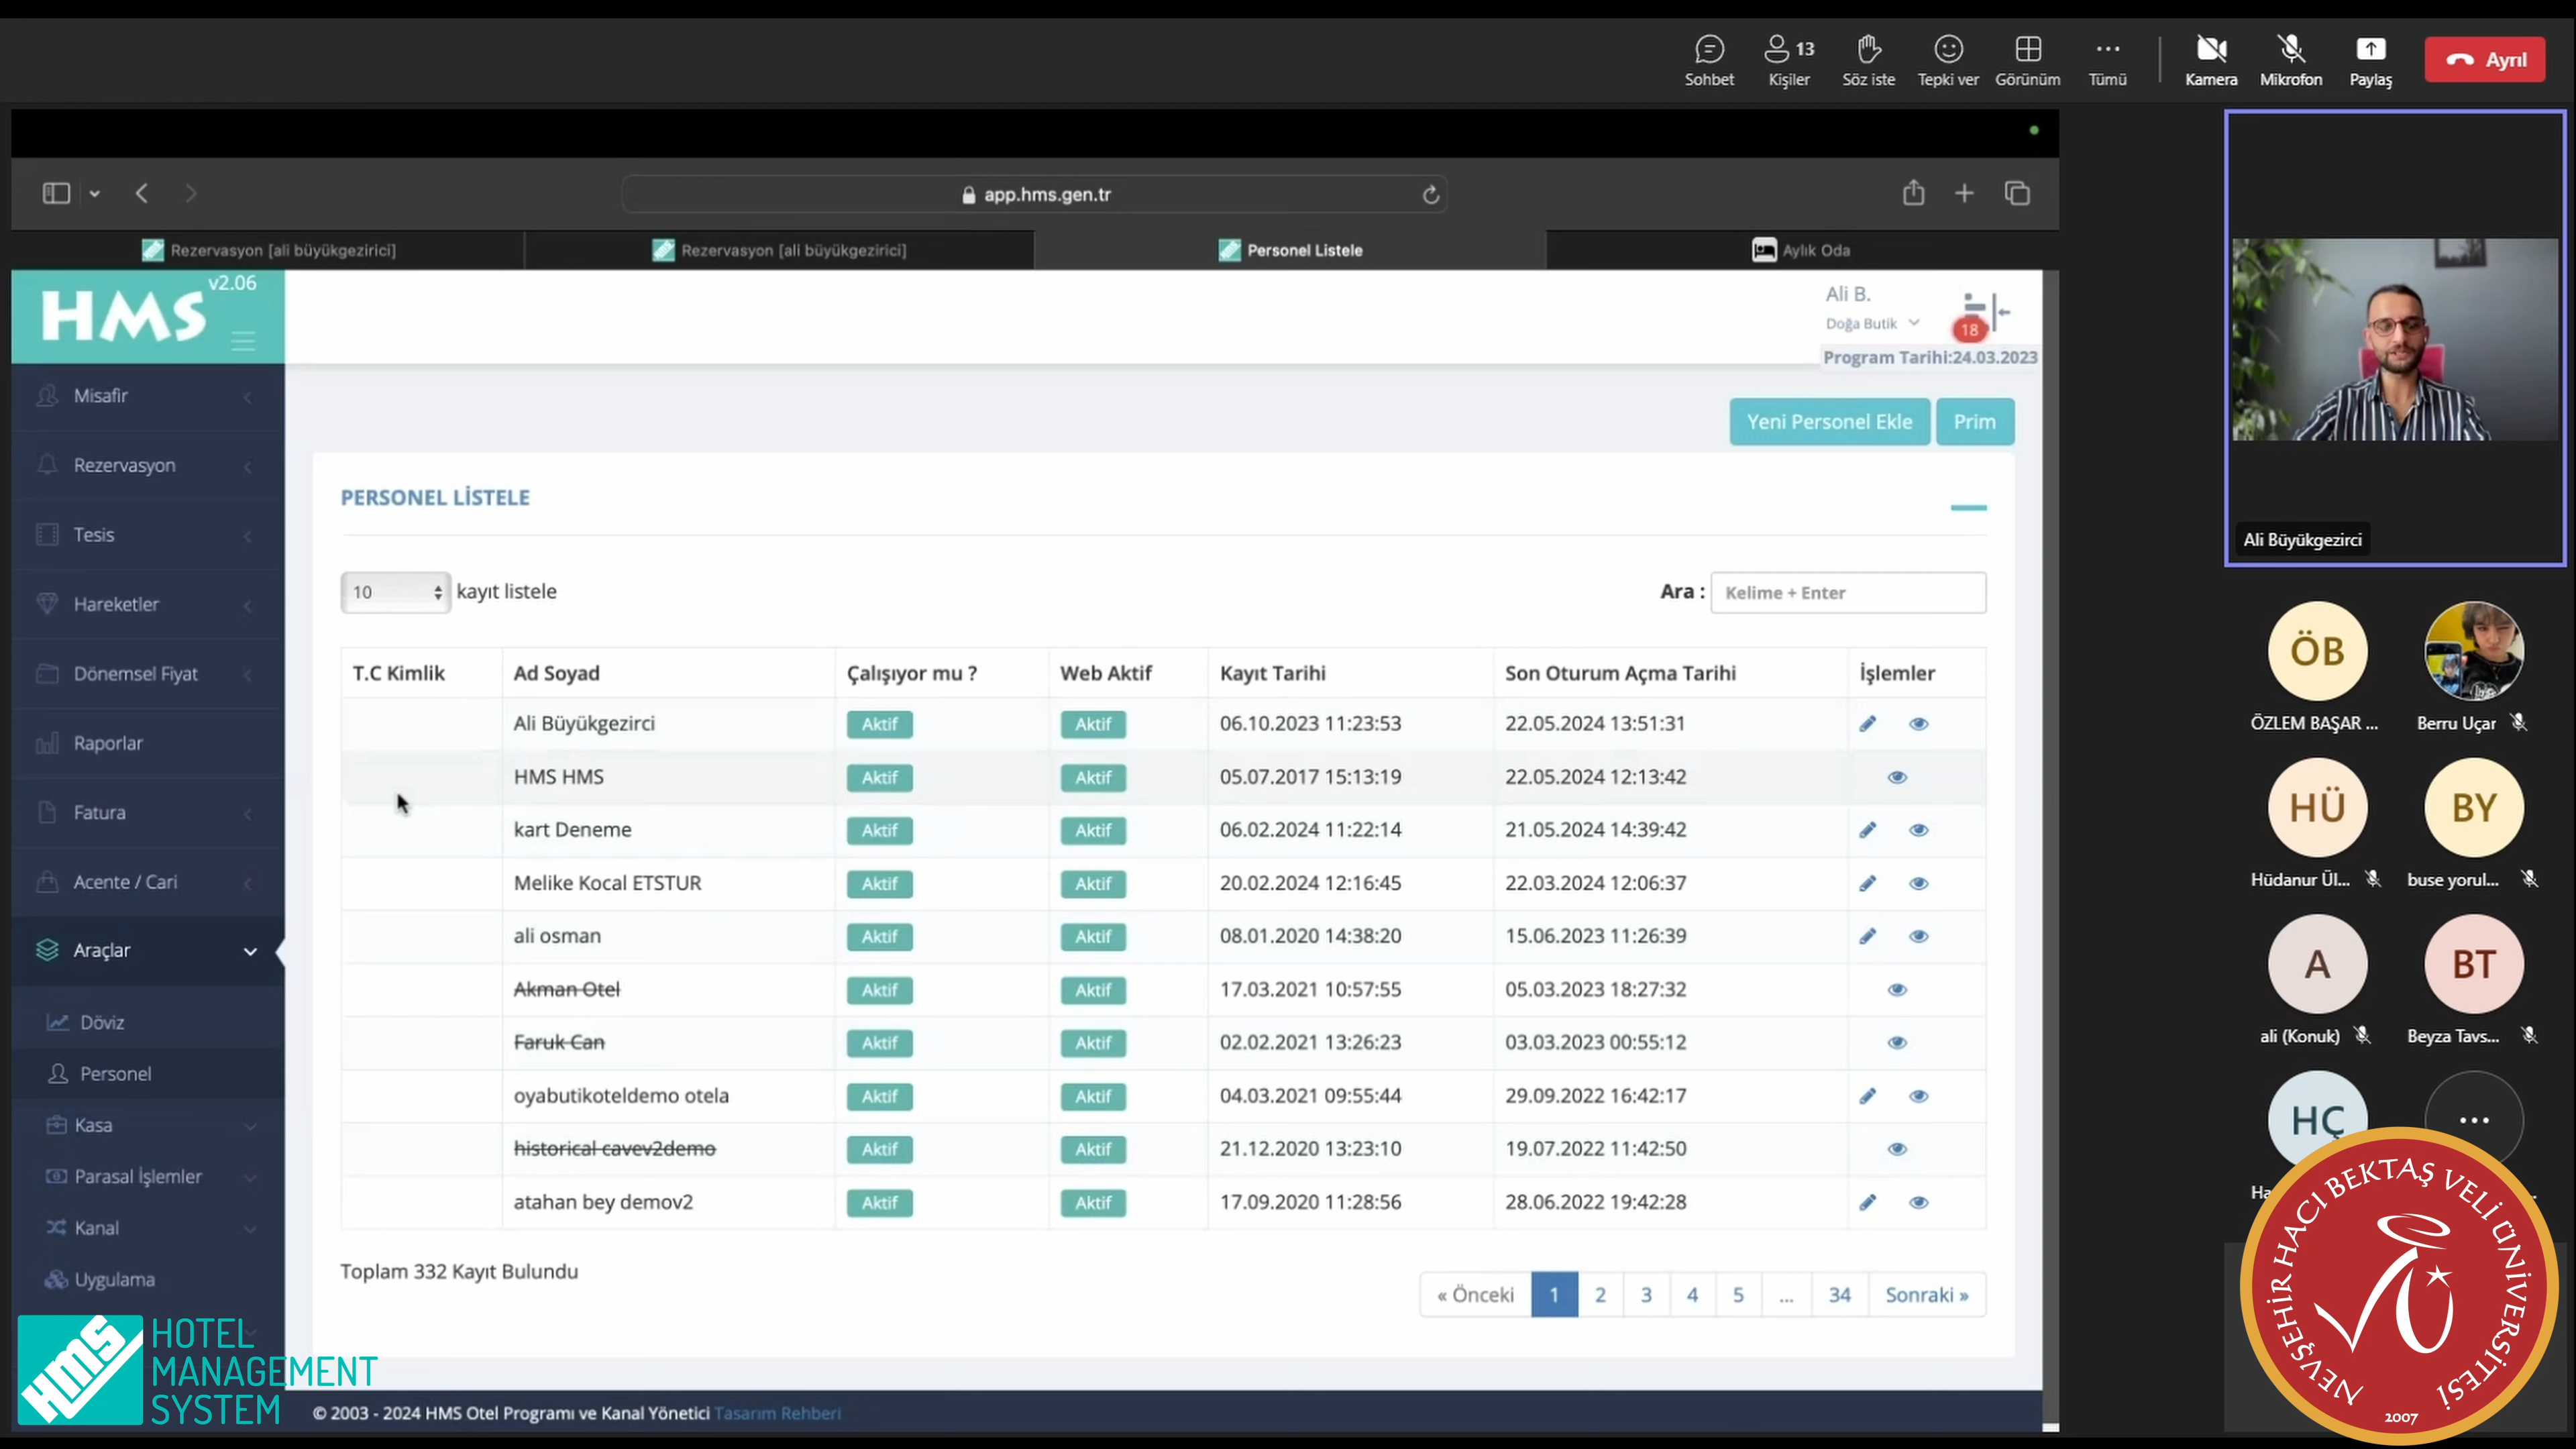 Sohbet
Kişiler 13
Söz iste
Tepki ver
Görünüm
Tümü
Kamera
Mikrofon
Paylaş
Ayrıl
app.hms.gen.tr
Rezervasyon [ali büyükgezirici]
Rezervasyon [ali büyükgezirici]
Personel Listele
Aylık Oda
HMS v2.06
Ali B.
Doğa Butik
18
Program Tarihi:24.03.2023
Misafir
Rezervasyon
Tesis
Hareketler
Dönemsel Fiyat
Raporlar
Fatura
Acente / Cari
Araçlar
Döviz
Personel
Kasa
Parasal İşlemler
Kanal
Uygulama
Yeni Personel Ekle
Prim
PERSONEL LİSTELE
10 kayıt listele
Ara : Kelime + Enter
T.C Kimlik Ad Soyad Çalışıyor mu ? Web Aktif Kayıt Tarihi Son Oturum Açma Tarihi İşlemler
Ali Büyükgezirci Aktif Aktif 06.10.2023 11:23:53 22.05.2024 13:51:31
HMS HMS Aktif Aktif 05.07.2017 15:13:19 22.05.2024 12:13:42
kart Deneme Aktif Aktif 06.02.2024 11:22:14 21.05.2024 14:39:42
Melike Kocal ETSTUR Aktif Aktif 20.02.2024 12:16:45 22.03.2024 12:06:37
ali osman Aktif Aktif 08.01.2020 14:38:20 15.06.2023 11:26:39
Akman Otel Aktif Aktif 17.03.2021 10:57:55 05.03.2023 18:27:32
Faruk Can Aktif Aktif 02.02.2021 13:26:23 03.03.2023 00:55:12
oyabutikoteldemo otela Aktif Aktif 04.03.2021 09:55:44 29.09.2022 16:42:17
historical cavev2demo Aktif Aktif 21.12.2020 13:23:10 19.07.2022 11:42:50
atahan bey demov2 Aktif Aktif 17.09.2020 11:28:56 28.06.2022 19:42:28
Toplam 332 Kayıt Bulundu
« Önceki 1 2 3 4 5 ... 34 Sonraki »
© 2003 - 2024 HMS Otel Programı ve Kanal Yönetici Tasarım Rehberi
HMS
HOTEL
MANAGEMENT
SYSTEM
Ali Büyükgezirci
ÖB
ÖZLEM BAŞAR ...
Berru Uçar
HÜ
Hüdanur Ül...
BY
buse yorul...
A
ali (Konuk)
BT
Beyza Tavs...
HÇ
...
Ha
NEVŞEHİR HACI BEKTAŞ VELİ ÜNİVERSİTESİ
2007